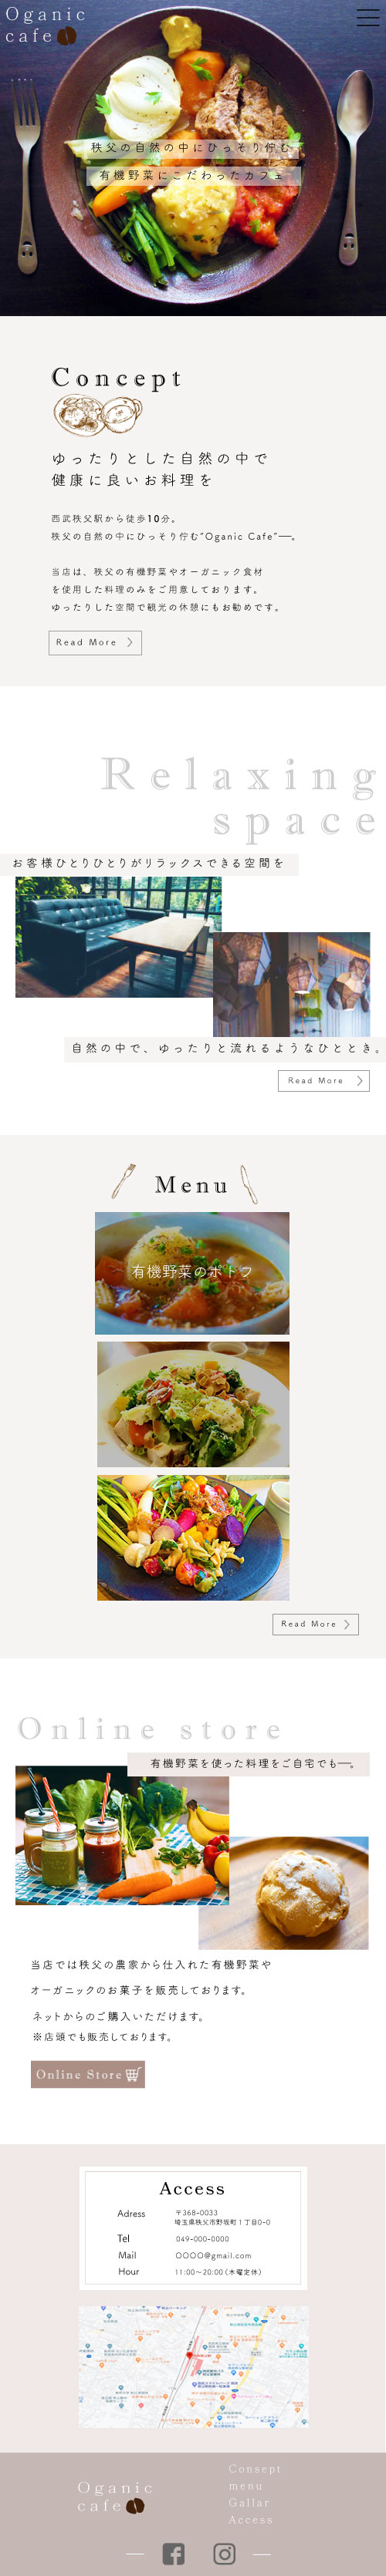 Oganic
cafe
秩父の自然の中にひっそり佇む
有機野菜にこだわったカフェ
Concept
ゆったりとした自然の中で
健康に良いお料理を
西武秩父駅から徒歩10分。
秩父の自然の中にひっそり佇む"Oganic Cafe"──。
当店は、秩父の有機野菜やオーガニック食材
を使用した料理のみをご用意しております。
ゆったりした空間で観光の休憩にもお勧めです。
Read More
Relaxing
space
お客様ひとりひとりがリラックスできる空間を
自然の中で、ゆったりと流れるようなひととき。
Read More
Menu
有機野菜のポトフ
Read More
Online store
有機野菜を使った料理をご自宅でも──。
当店では秩父の農家から仕入れた有機野菜や
オーガニックのお菓子を販売しております。
ネットからのご購入いただけます。
※店頭でも販売しております。
Online Store
Access
Adress 〒368-0033
埼玉県秩父市野坂町1丁目0-0
Tel 049-000-0000
Mail OOOO@gmail.com
Hour 11:00〜20:00(木曜定休)
Consept
menu
Gallar
Access
Oganic
cafe